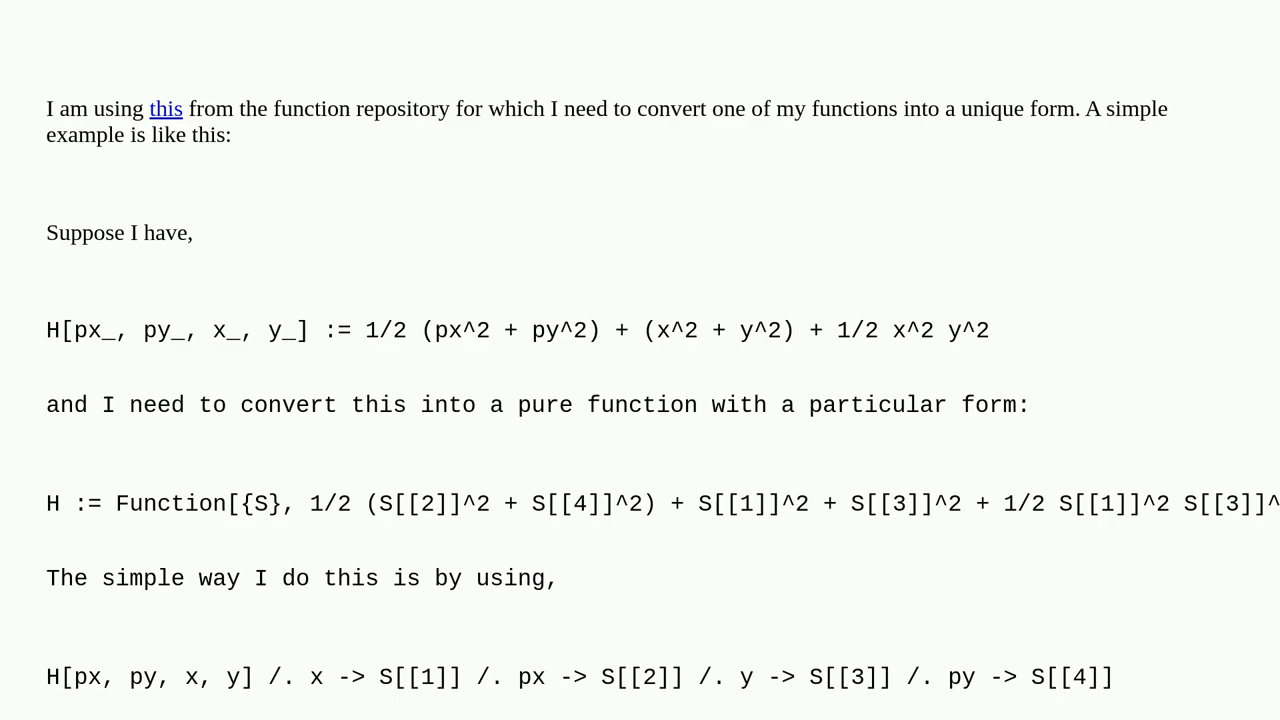 I am using this from the function repository for which I need to convert one of my functions into a unique form. A simple
example is like this:
Suppose I have,
H[px_, py_, x_, y_] := 1/2 (px^2 + py^2) + (x^2 + y^2) + 1/2 x^2 y^2
and I need to convert this into a pure function with a particular form:
H := Function[{S}, 1/2 (S[[2]]^2 + S[[4]]^2) + S[[1]]^2 + S[[3]]^2 + 1/2 S[[1]]^2 S[[3]]^
The simple way I do this is by using,
H[px, py, x, y] /. x -> S[[1]] /. px -> S[[2]] /. y -> S[[3]] /. py -> S[[4]]